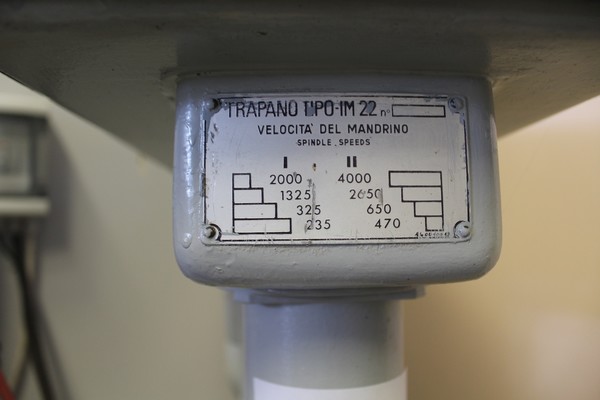 TRAPANO TIPO-IM 22 n°
VELOCITA' DEL MANDRINO
SPINDLE SPEEDS
I II
2000 4000
1325 2650
325 650
235 470